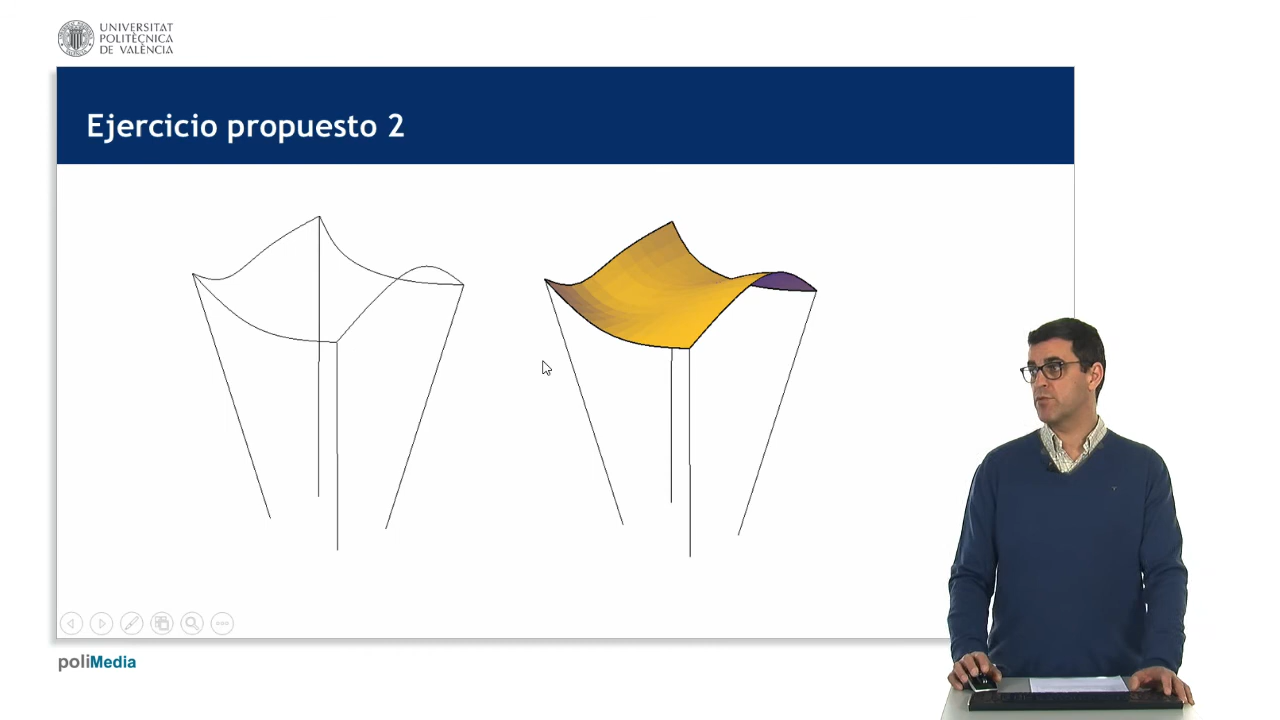 UNIVERSITAT
POLITÈCNICA
DE VALÈNCIA
Ejercicio propuesto 2
poliMedia